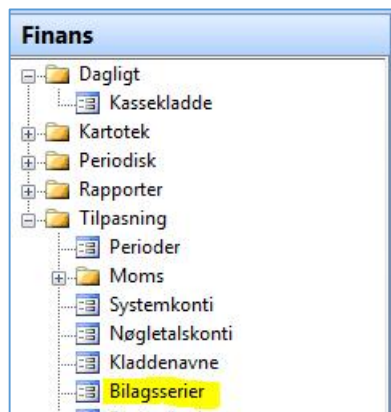 Finans
Dagligt
Kassekladde
Kartotek
Periodisk
Rapporter
Tilpasning
Perioder
Moms
Systemkonti
Nøgletalskonti
Kladdenavne
Bilagsserier